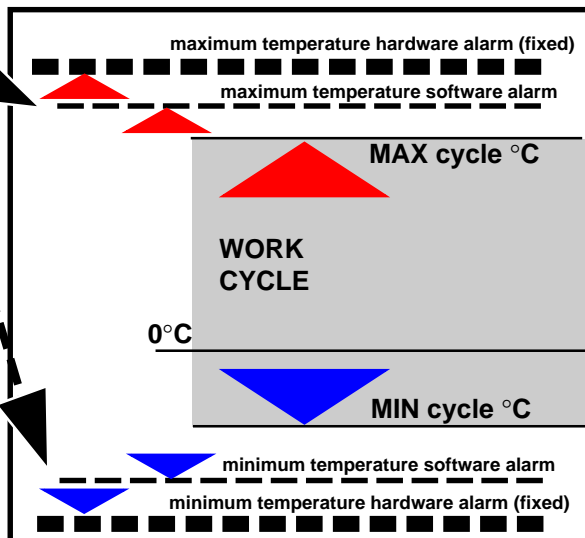 maximum temperature hardware alarm (fixed)
maximum temperature software alarm
MAX cycle °C
WORK
CYCLE
0°C
MIN cycle °C
minimum temperature software alarm
minimum temperature hardware alarm (fixed)